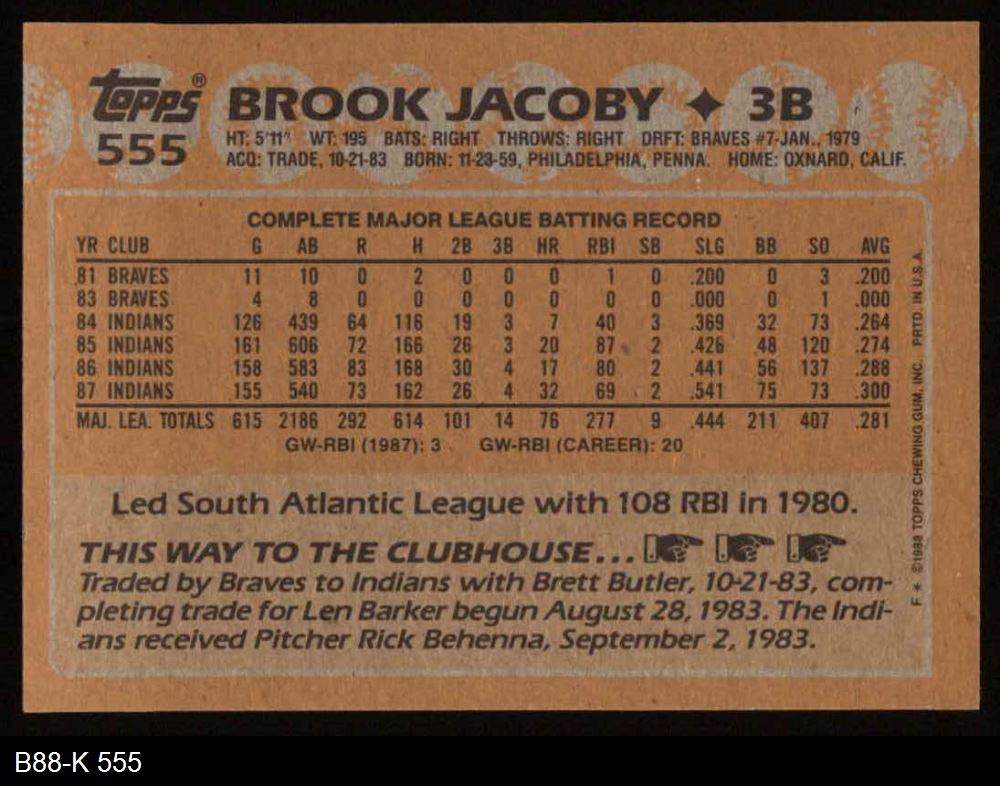 topps® BROOK JACOBY ✦ 3B
555 HT: 5'11" WT: 195 BATS: RIGHT THROWS: RIGHT DRFT: BRAVES #7-JAN., 1979
ACQ: TRADE, 10-21-83 BORN: 11-23-59, PHILADELPHIA, PENNA. HOME: OXNARD, CALIF.
COMPLETE MAJOR LEAGUE BATTING RECORD
YR CLUB G AB R H 2B 3B HR RBI SB SLG BB SO AVG
81 BRAVES 11 10 0 2 0 0 0 1 0 .200 0 3 .200
83 BRAVES 4 8 0 0 0 0 0 0 0 .000 0 1 .000
84 INDIANS 126 439 64 116 19 3 7 40 3 .369 32 73 .264
85 INDIANS 161 606 72 166 26 3 20 87 2 .426 48 120 .274
86 INDIANS 158 583 83 168 30 4 17 80 2 .441 56 137 .288
87 INDIANS 155 540 73 162 26 4 32 69 2 .541 75 73 .300
MAJ. LEA. TOTALS 615 2186 292 614 101 14 76 277 9 .444 211 407 .281
GW-RBI (1987): 3 GW-RBI (CAREER): 20
Led South Atlantic League with 108 RBI in 1980.
THIS WAY TO THE CLUBHOUSE...
Traded by Braves to Indians with Brett Butler, 10-21-83, com-
pleting trade for Len Barker begun August 28, 1983. The Indi-
ans received Pitcher Rick Behenna, September 2, 1983.
F * ©1988 TOPPS CHEWING GUM, INC. PRTD. IN U.S.A.
B88-K 555